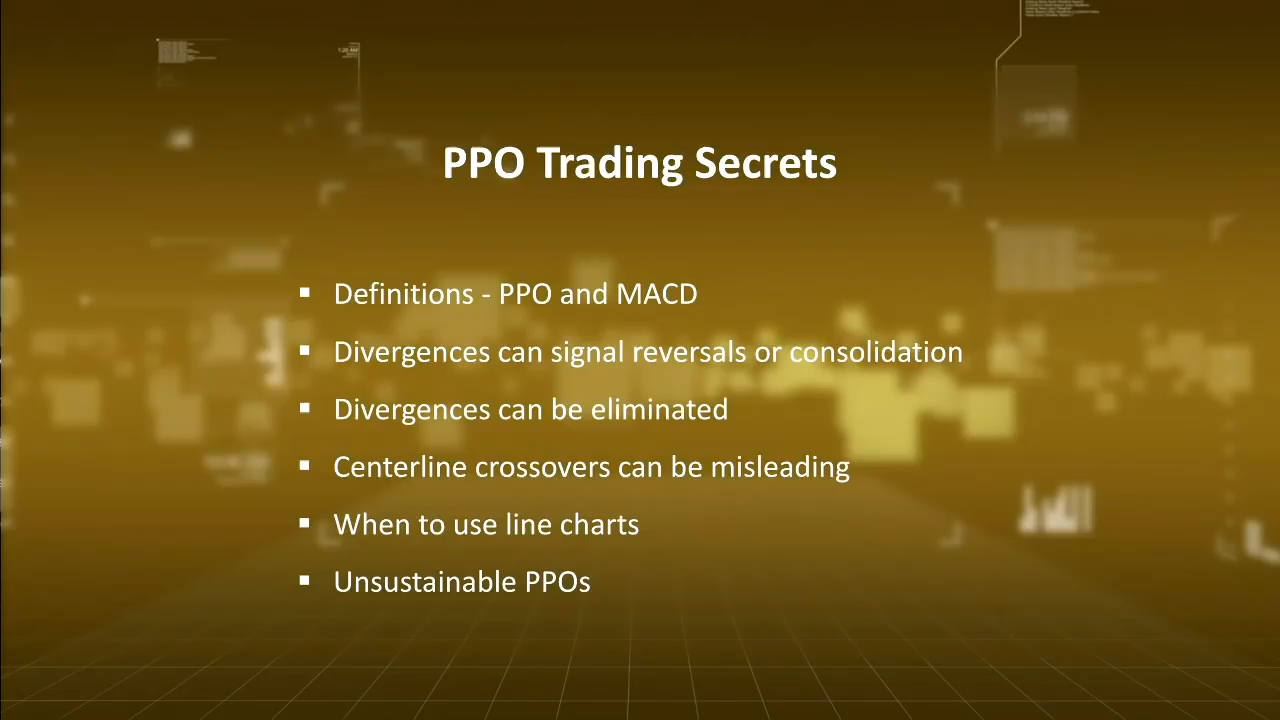 PPO Trading Secrets
▪ Definitions - PPO and MACD
▪ Divergences can signal reversals or consolidation
▪ Divergences can be eliminated
▪ Centerline crossovers can be misleading
▪ When to use line charts
▪ Unsustainable PPOs